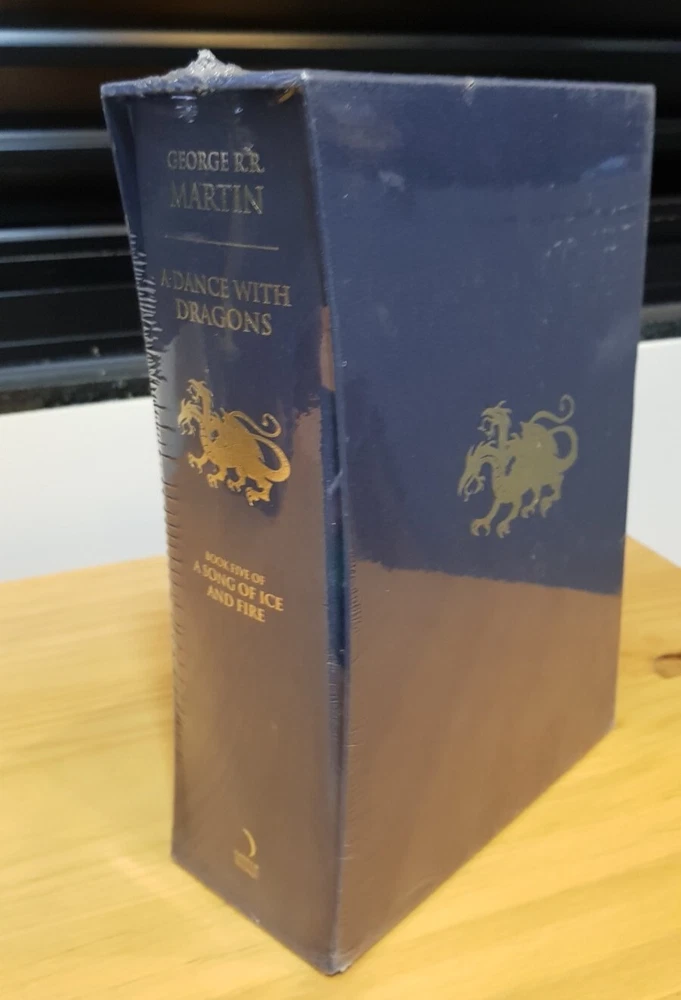 GEORGE R.R.
MARTIN
A DANCE WITH
DRAGONS
BOOK FIVE OF
A SONG OF ICE
AND FIRE